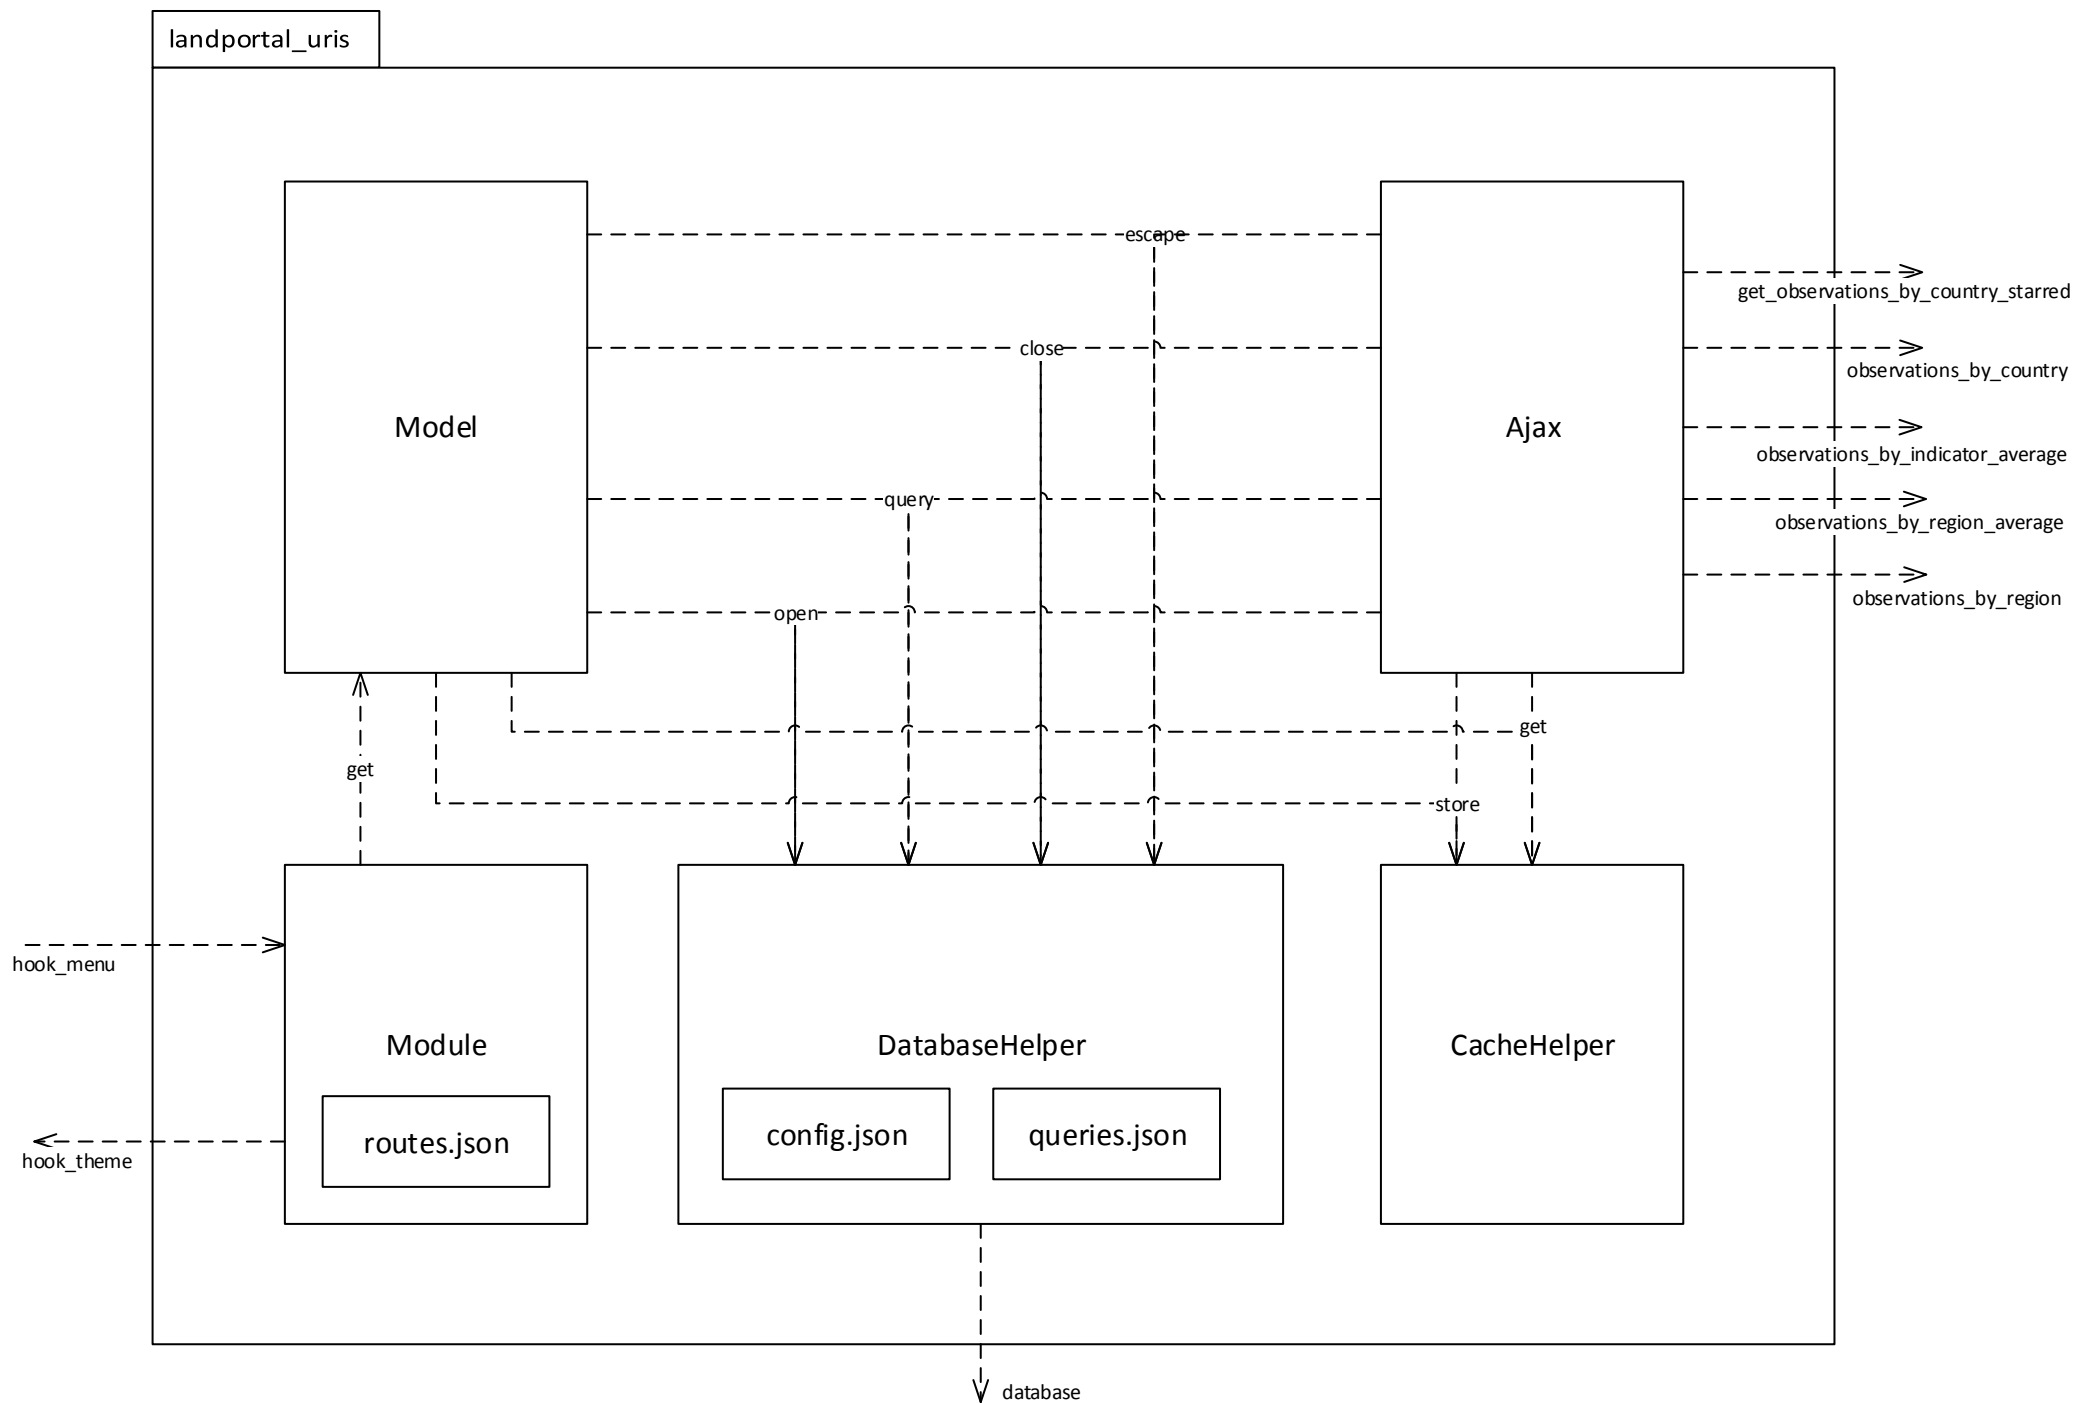 landportal_uris
escape
get_observations_by_country_starred
close
observations_by_country
Model
Ajax
observations_by_indicator_average
query
observations_by_region_average
observations_by_region
open
get
get
store
hook_menu
Module
DatabaseHelper
CacheHelper
routes.json
config.json
queries.json
hook_theme
database